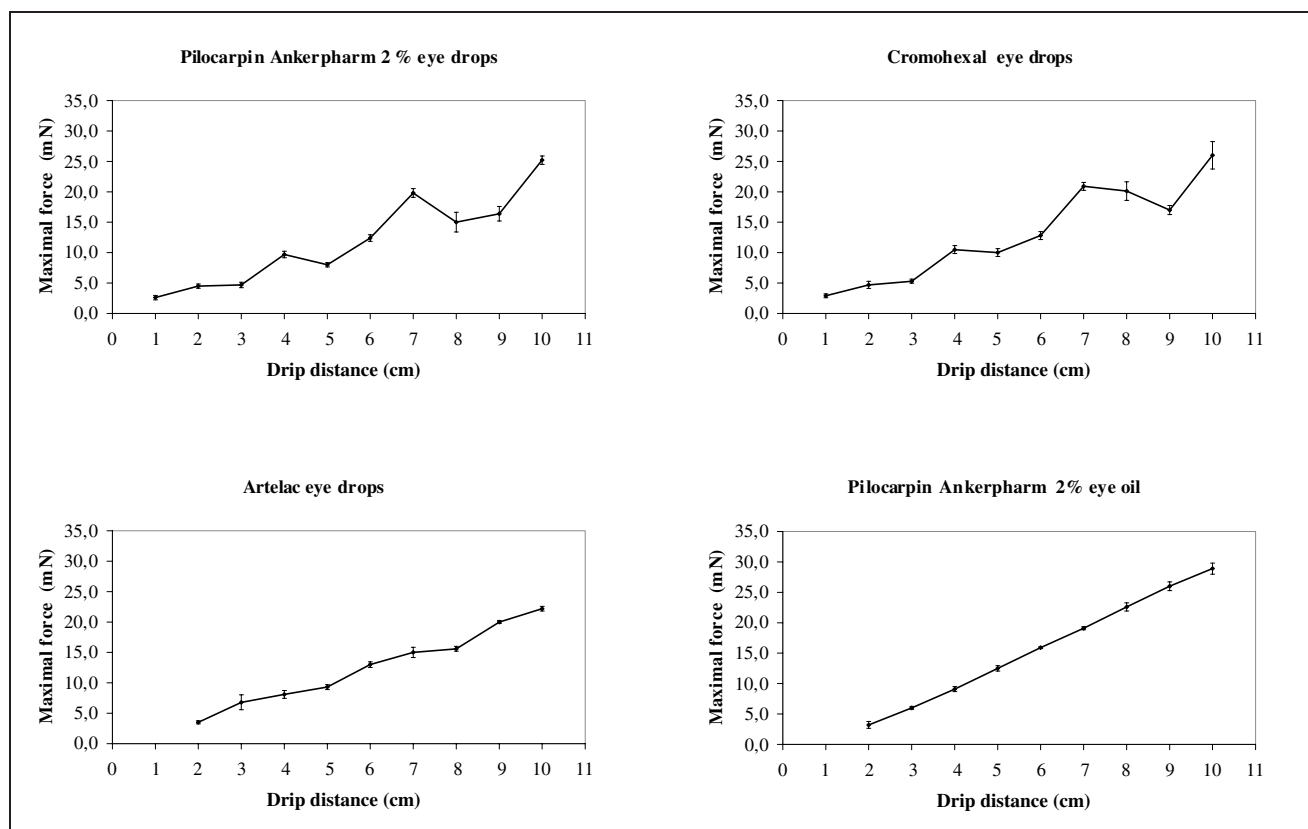 Pilocarpin Ankerpharm 2 % eye drops
35,0
30,0
25,0
20,0
15,0
10,0
5,0
0,0
Maximal force (mN)
0 1 2 3 4 5 6 7 8 9 10 11
Drip distance (cm)
Cromohexal eye drops
35,0
30,0
25,0
20,0
15,0
10,0
5,0
0,0
Maximal force (mN)
0 1 2 3 4 5 6 7 8 9 10 11
Drip distance (cm)
Artelac eye drops
35,0
30,0
25,0
20,0
15,0
10,0
5,0
0,0
Maximal force (mN)
0 1 2 3 4 5 6 7 8 9 10 11
Drip distance (cm)
Pilocarpin Ankerpharm 2% eye oil
35,0
30,0
25,0
20,0
15,0
10,0
5,0
0,0
Maximal force (mN)
0 1 2 3 4 5 6 7 8 9 10 11
Drip distance (cm)